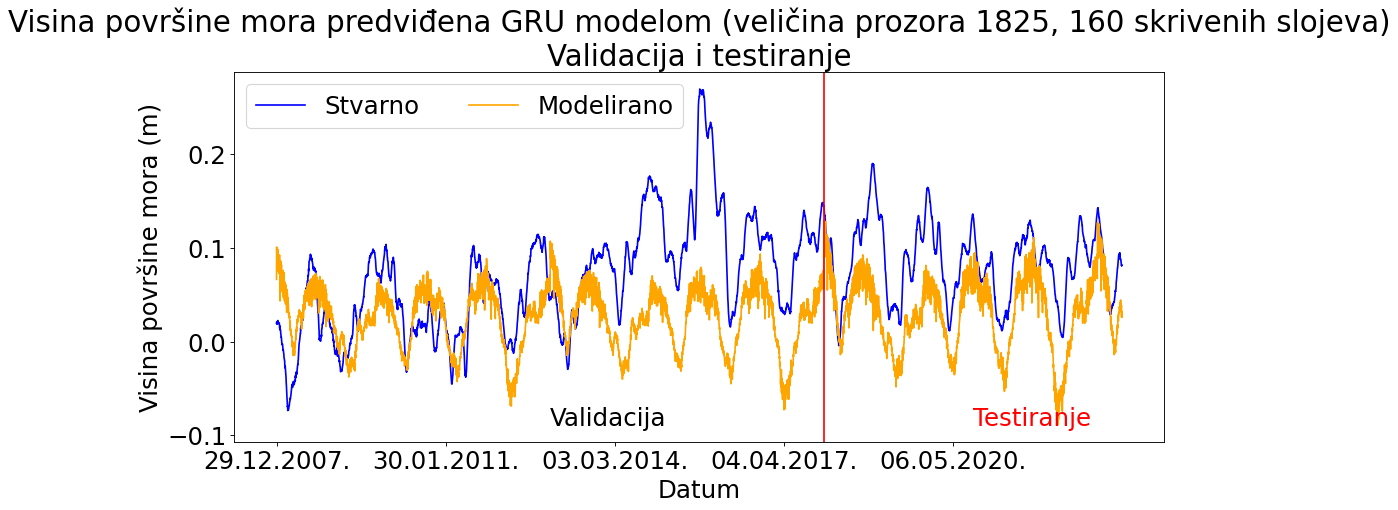 Visina površine mora predviđena GRU modelom (veličina prozora 1825, 160 skrivenih slojeva)
Validacija i testiranje
Stvarno Modelirano
Visina površine mora (m)
0.2
0.1
0.0
−0.1
Validacija
Testiranje
29.12.2007. 30.01.2011. 03.03.2014. 04.04.2017. 06.05.2020.
Datum